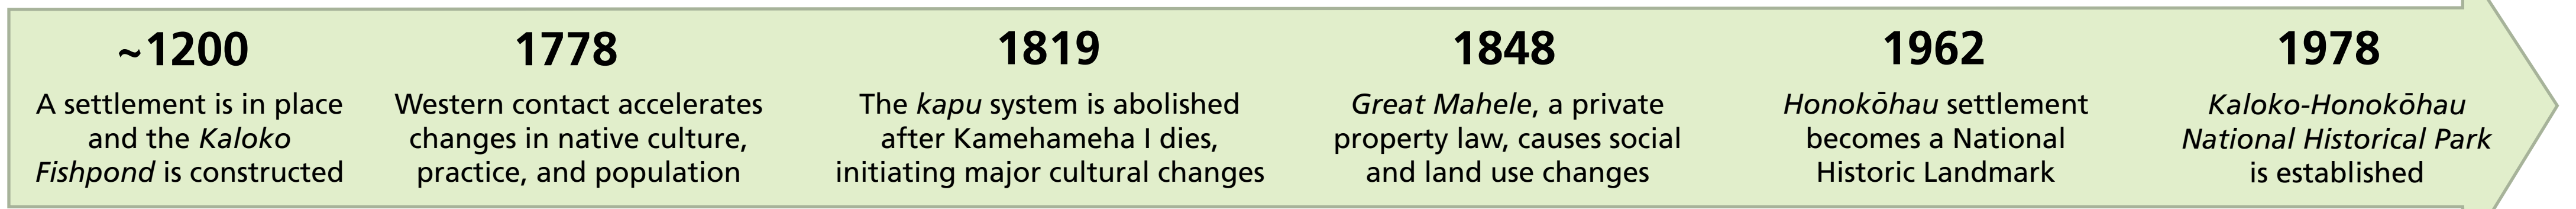 ~1200
A settlement is in place
and the Kaloko
Fishpond is constructed
1778
Western contact accelerates
changes in native culture,
practice, and population
1819
The kapu system is abolished
after Kamehameha I dies,
initiating major cultural changes
1848
Great Mahele, a private
property law, causes social
and land use changes
1962
Honokōhau settlement
becomes a National
Historic Landmark
1978
Kaloko-Honokōhau
National Historical Park
is established